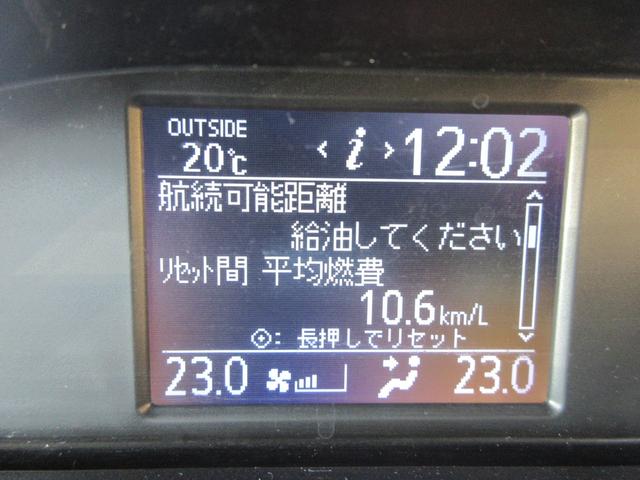 OUTSIDE
20℃
< i > 12:02
航続可能距離
給油してください
リセット間 平均燃費
10.6km/L
: 長押しでリセット
23.0 23.0